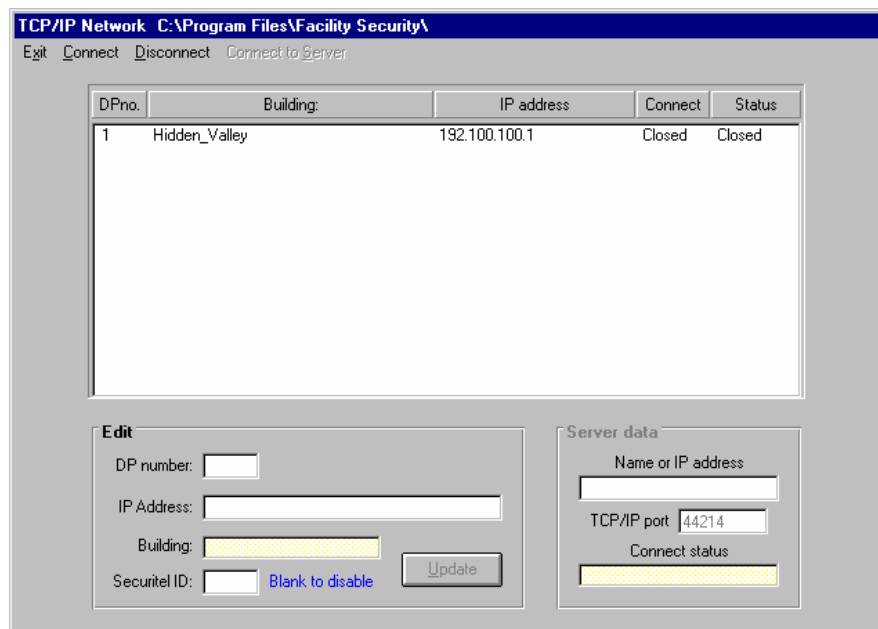 TCP/IP Network C:\Program Files\Facility Security\
Exit Connect Disconnect Connect to Server
DPno. Building: IP address Connect Status
1 Hidden_Valley 192.100.100.1 Closed Closed
Edit
DP number:
IP Address:
Building:
Securitel ID: Blank to disable
Update
Server data
Name or IP address
TCP/IP port 44214
Connect status